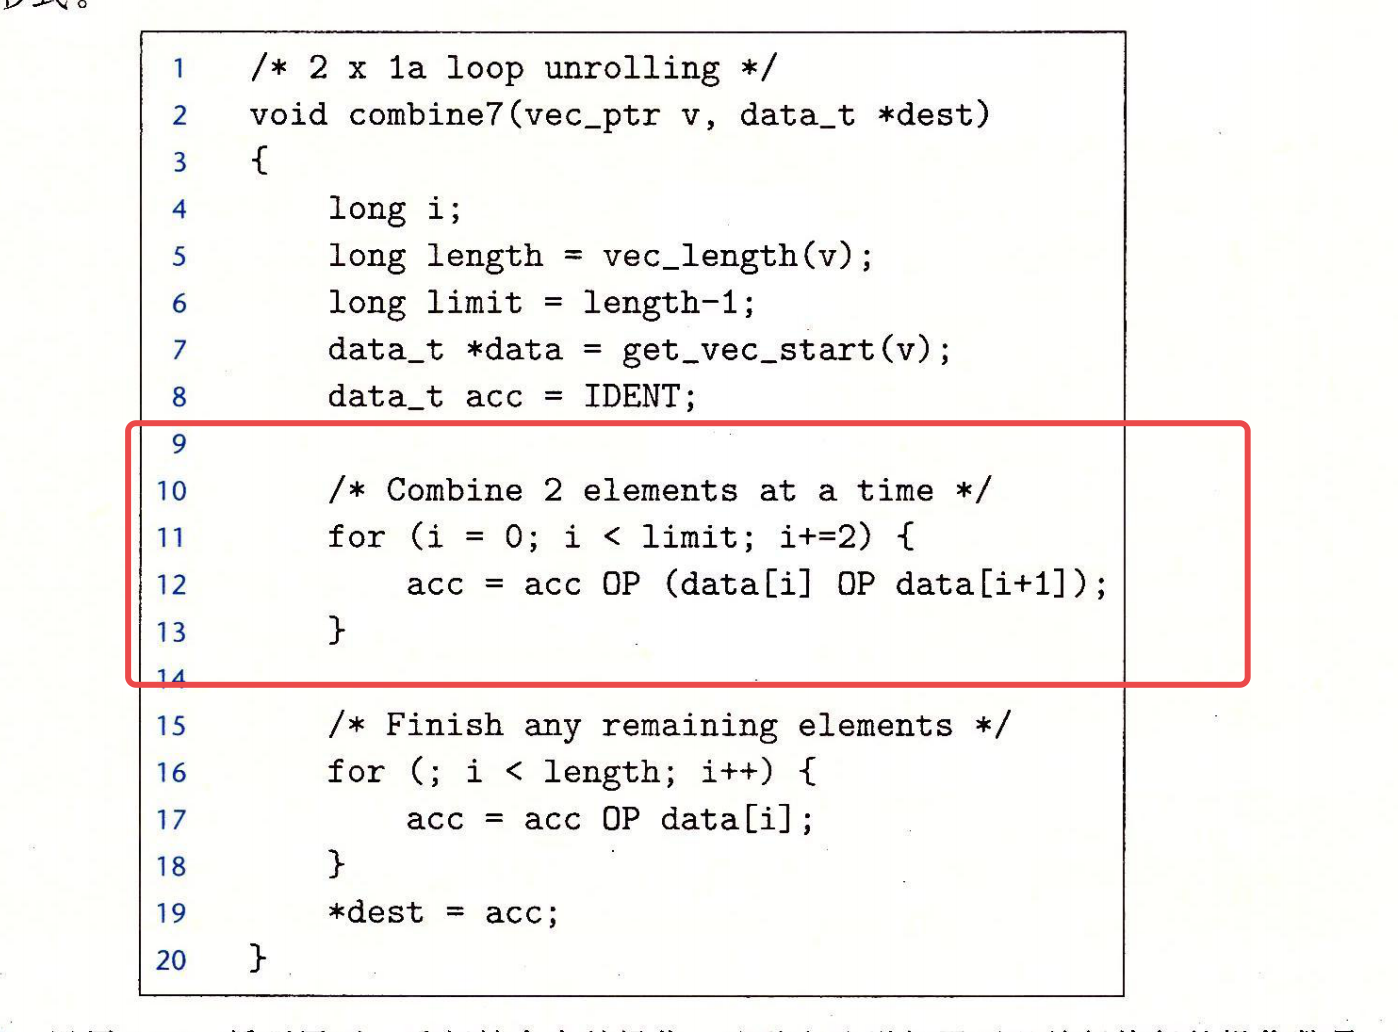 形式。
1 /* 2 x 1a loop unrolling */
2 void combine7(vec_ptr v, data_t *dest)
3 {
4 long i;
5 long length = vec_length(v);
6 long limit = length-1;
7 data_t *data = get_vec_start(v);
8 data_t acc = IDENT;
9
10 /* Combine 2 elements at a time */
11 for (i = 0; i < limit; i+=2) {
12 acc = acc OP (data[i] OP data[i+1]);
13 }
14
15 /* Finish any remaining elements */
16 for (; i < length; i++) {
17 acc = acc OP data[i];
18 }
19 *dest = acc;
20 }